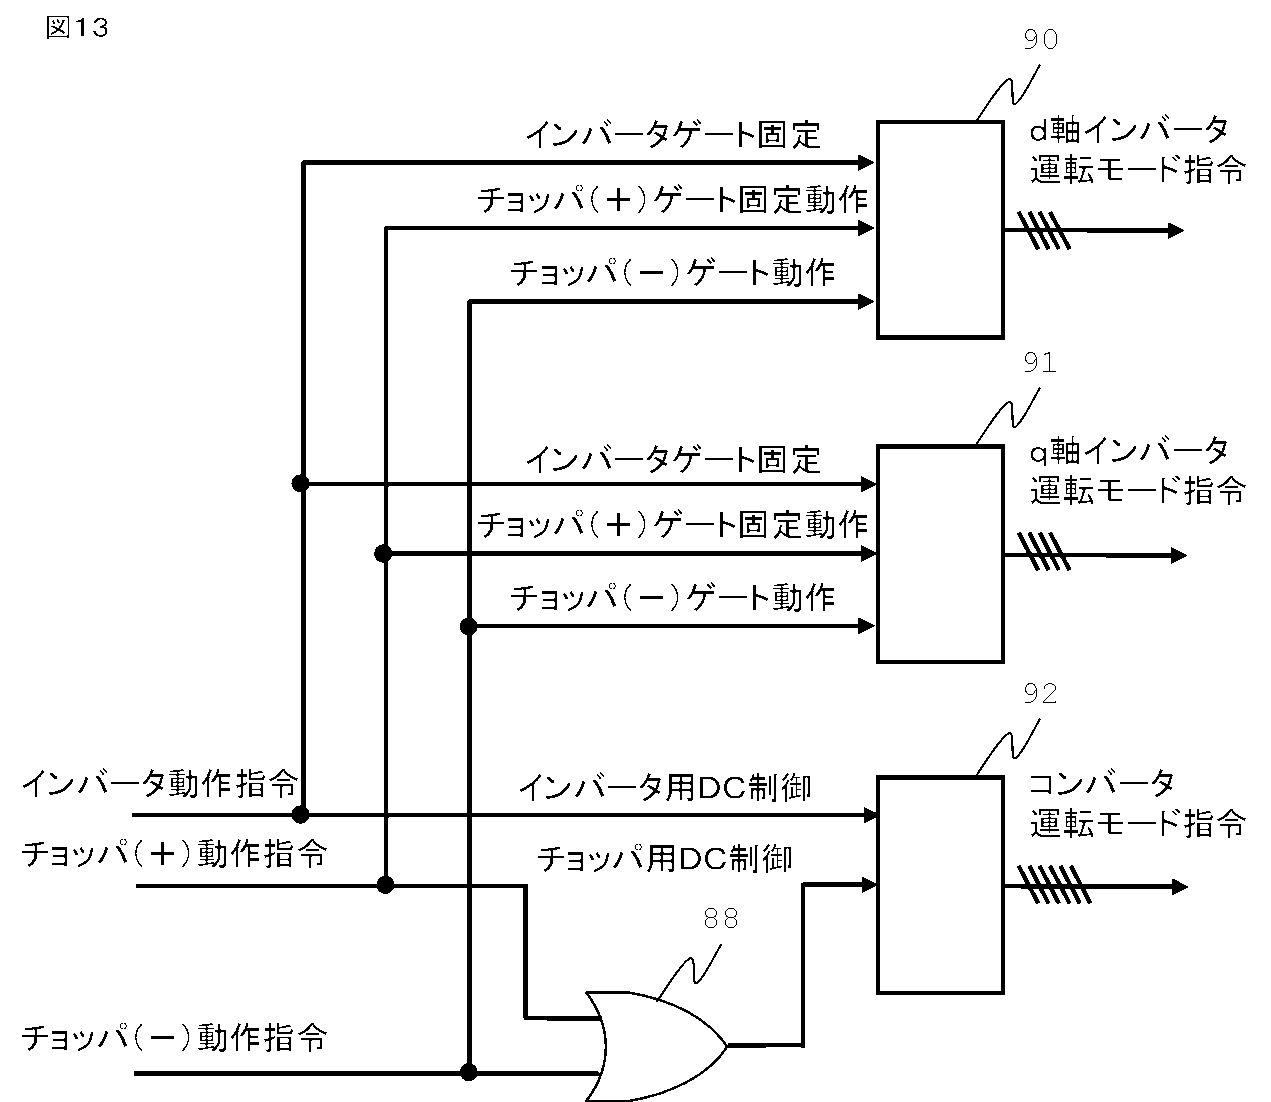 図13
90
インバータゲート固定
d軸インバータ
運転モード指令
チョッパ(＋)ゲート固定動作
チョッパ(－)ゲート動作
91
インバータゲート固定
q軸インバータ
運転モード指令
チョッパ(＋)ゲート固定動作
チョッパ(－)ゲート動作
92
インバータ動作指令
インバータ用DC制御
コンバータ
運転モード指令
チョッパ(＋)動作指令
チョッパ用DC制御
88
チョッパ(－)動作指令